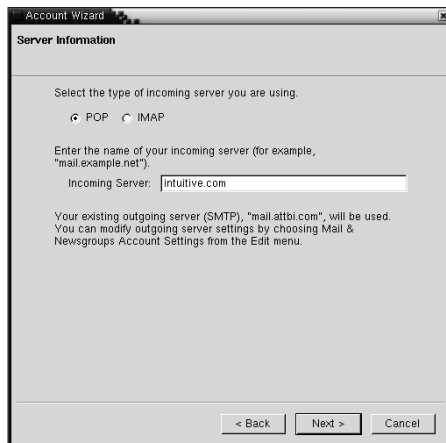 Account Wizard
Server Information
Select the type of incoming server you are using.
POP IMAP
Enter the name of your incoming server (for example,
"mail.example.net").
Incoming Server: intuitive.com
Your existing outgoing server (SMTP), "mail.attbi.com", will be used.
You can modify outgoing server settings by choosing Mail &
Newsgroups Account Settings from the Edit menu.
< Back Next > Cancel